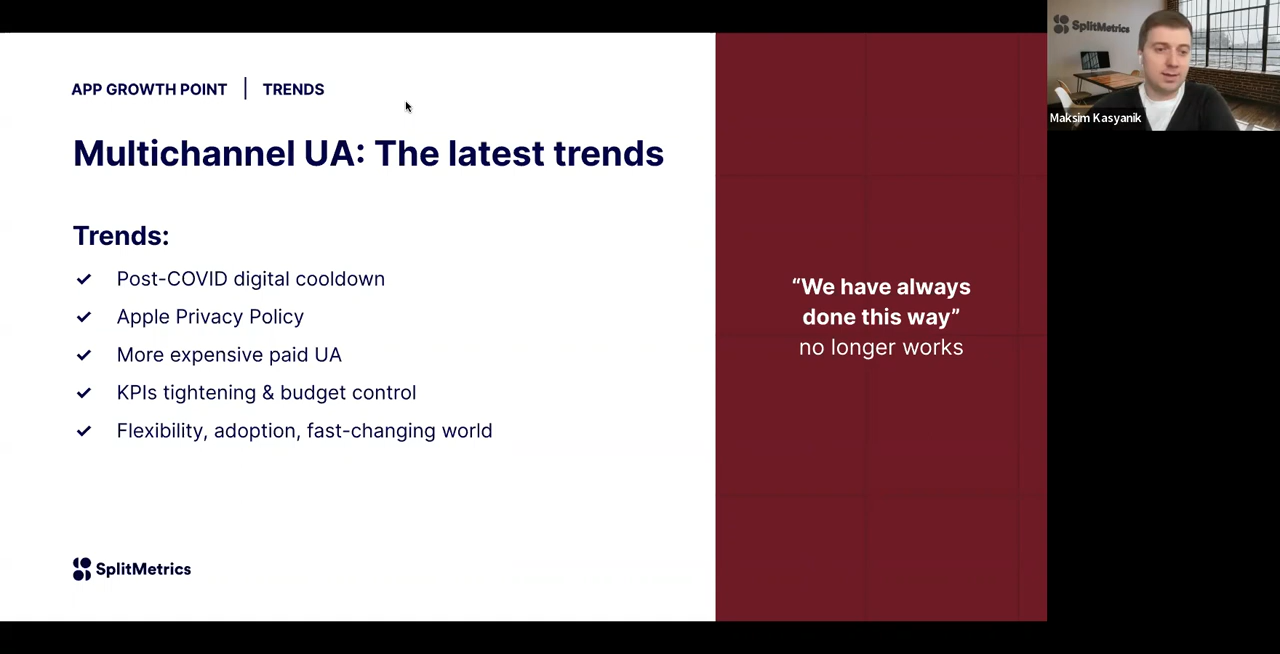 APP GROWTH POINT | TRENDS
Multichannel UA: The latest trends
Trends:
Post-COVID digital cooldown
Apple Privacy Policy
More expensive paid UA
KPIs tightening & budget control
Flexibility, adoption, fast-changing world
SplitMetrics
“We have always
done this way”
no longer works
SplitMetrics
Maksim Kasyanik